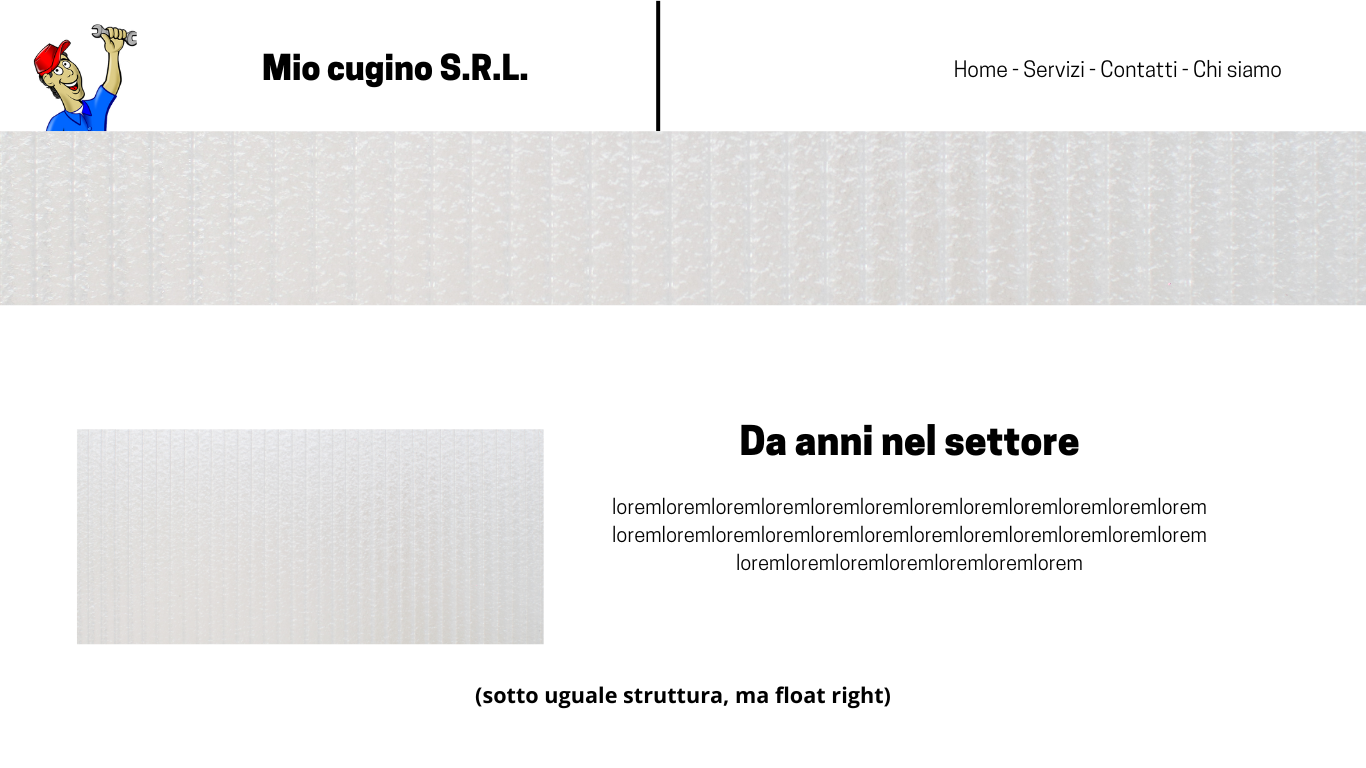 Mio cugino S.R.L.
Home - Servizi - Contatti - Chi siamo
Da anni nel settore
loremloremloremloremloremloremloremloremloremloremloremlorem
loremloremloremloremloremloremloremloremloremloremloremlorem
loremloremloremloremloremloremlorem
(sotto uguale struttura, ma float right)